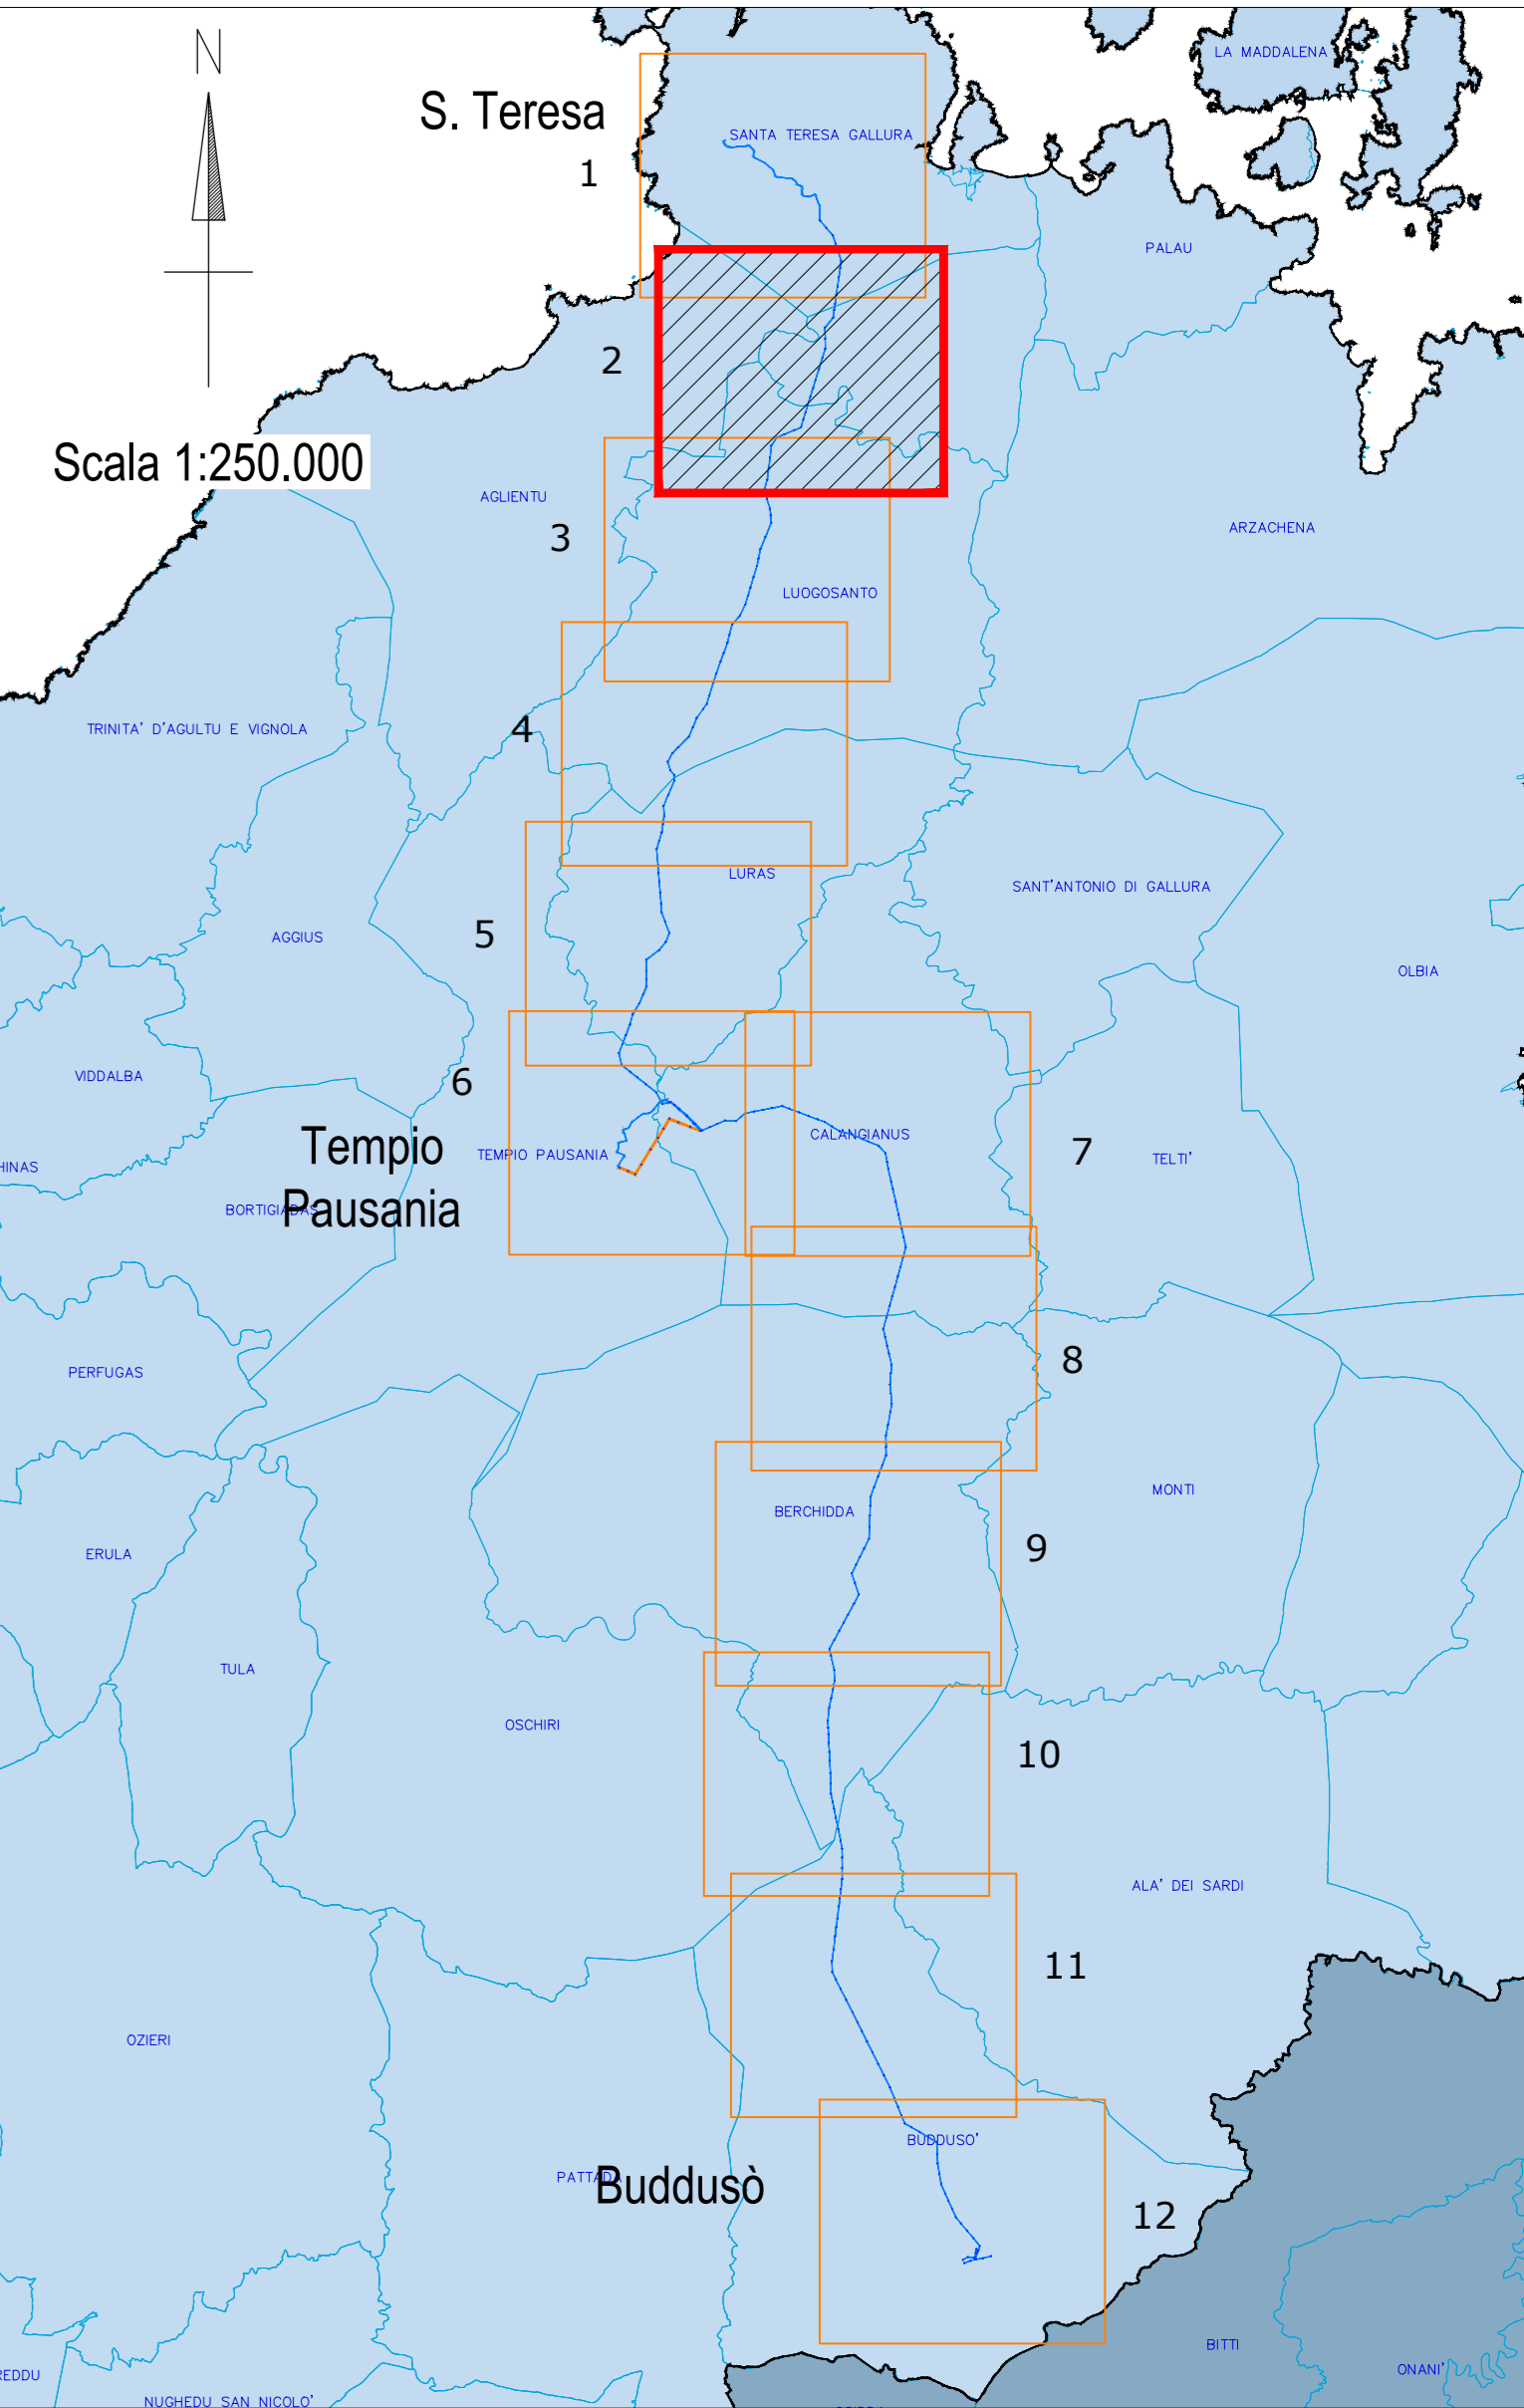 N
LA MADDALENA
S. Teresa
SANTA TERESA GALLURA
1
PALAU
2
Scala 1:250.000
AGLIENTU
3
ARZACHENA
LUOGOSANTO
4
TRINITA' D'AGULTU E VIGNOLA
LURAS
SANT'ANTONIO DI GALLURA
5
AGGIUS
OLBIA
VIDDALBA
6
CALANGIANUS
Tempio
Pausania
TEMPIO PAUSANIA
7
TELTI'
HINAS
BORTIGIADAS
8
PERFUGAS
MONTI
BERCHIDDA
9
ERULA
TULA
OSCHIRI
10
ALA' DEI SARDI
11
OZIERI
BUDDUSO'
PATTADA
Buddusò
12
BITTI
ONANI'
REDDU
NUGHEDU SAN NICOLO'